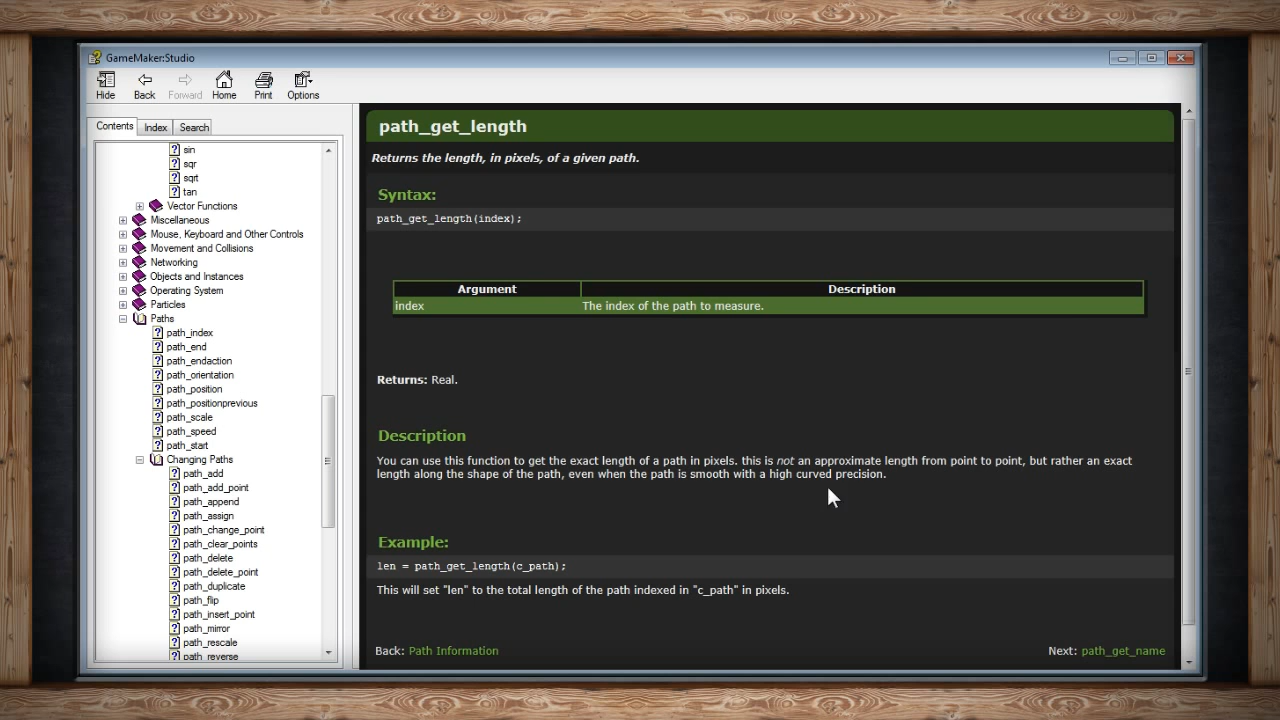 GameMaker:Studio
Hide
Back
Forward
Home
Print
Options
Contents
Index
Search
sin
sqr
sqrt
tan
Vector Functions
Miscellaneous
Mouse, Keyboard and Other Controls
Movement and Collisions
Networking
Objects and Instances
Operating System
Particles
Paths
path_index
path_end
path_endaction
path_orientation
path_position
path_positionprevious
path_scale
path_speed
path_start
Changing Paths
path_add
path_add_point
path_append
path_assign
path_change_point
path_clear_points
path_delete
path_delete_point
path_duplicate
path_flip
path_insert_point
path_mirror
path_rescale
path_reverse
path_get_length
Returns the length, in pixels, of a given path.
Syntax:
path_get_length(index);
Argument Description
index The index of the path to measure.
Returns: Real.
Description
You can use this function to get the exact length of a path in pixels. this is not an approximate length from point to point, but rather an exact
length along the shape of the path, even when the path is smooth with a high curved precision.
Example:
len = path_get_length(c_path);
This will set "len" to the total length of the path indexed in "c_path" in pixels.
Back: Path Information
Next: path_get_name